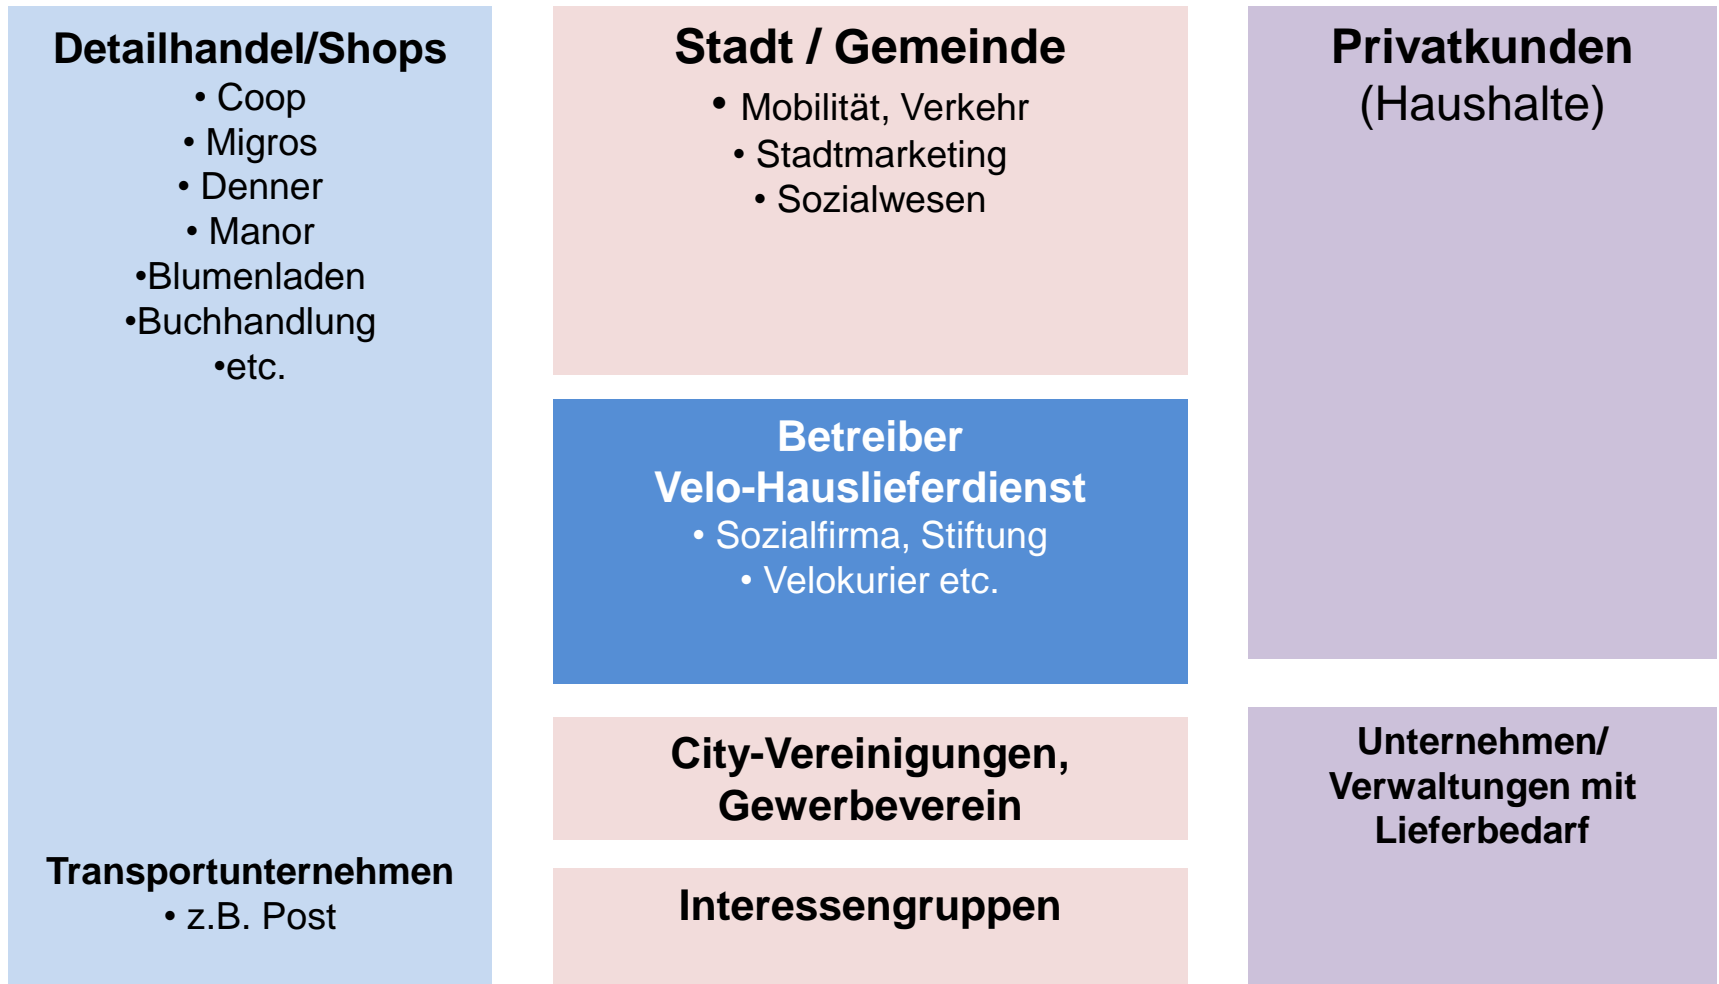 Detailhandel/Shops
• Coop
• Migros
• Denner
• Manor
•Blumenladen
•Buchhandlung
•etc.
Transportunternehmen
• z.B. Post
Stadt / Gemeinde
• Mobilität, Verkehr
• Stadtmarketing
• Sozialwesen
Betreiber
Velo-Hauslieferdienst
• Sozialfirma, Stiftung
• Velokurier etc.
City-Vereinigungen,
Gewerbeverein
Interessengruppen
Privatkunden
(Haushalte)
Unternehmen/
Verwaltungen mit
Lieferbedarf